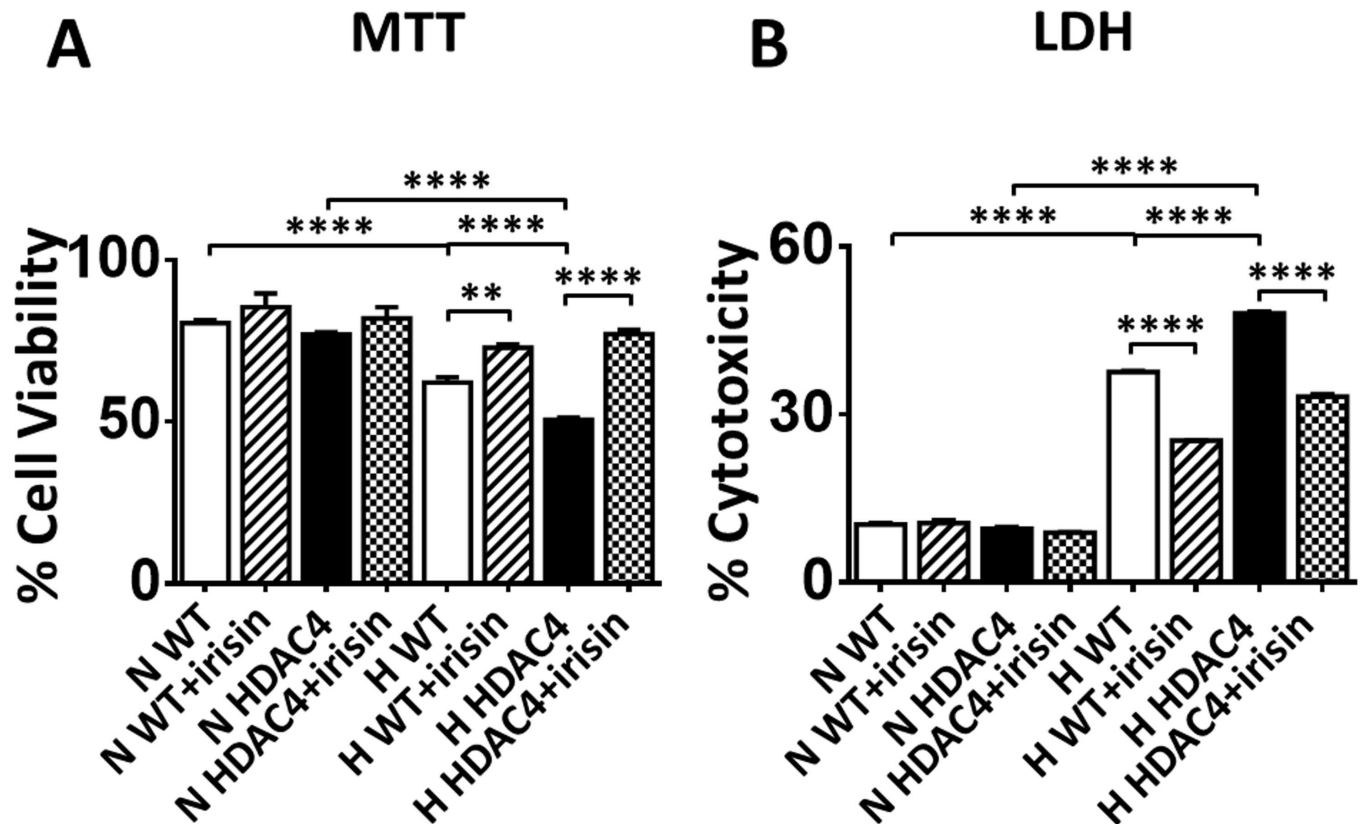 A
MTT
% Cell Viability
100
50
0
****
****
****
**
****
N WT
N WT+irisin
N HDAC4
N HDAC4+irisin
H WT
H WT+irisin
H HDAC4
H HDAC4+irisin
B
LDH
% Cytotoxicity
60
30
0
****
****
****
****
****
N WT
N WT+irisin
N HDAC4
N HDAC4+irisin
H WT
H WT+irisin
H HDAC4
H HDAC4+irisin